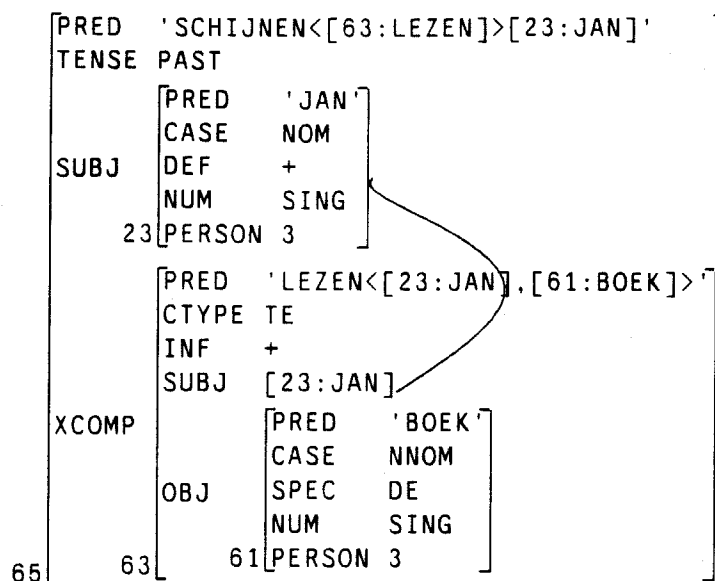 PRED 'SCHIJNEN<[63:LEZEN]>[23:JAN]'
TENSE PAST
PRED 'JAN'
CASE NOM
SUBJ DEF +
NUM SING
23 PERSON 3
PRED 'LEZEN<[23:JAN],[61:BOEK]>'
CTYPE TE
INF +
SUBJ [23:JAN]
XCOMP PRED 'BOEK'
CASE NNOM
OBJ SPEC DE
NUM SING
65 63 61 PERSON 3